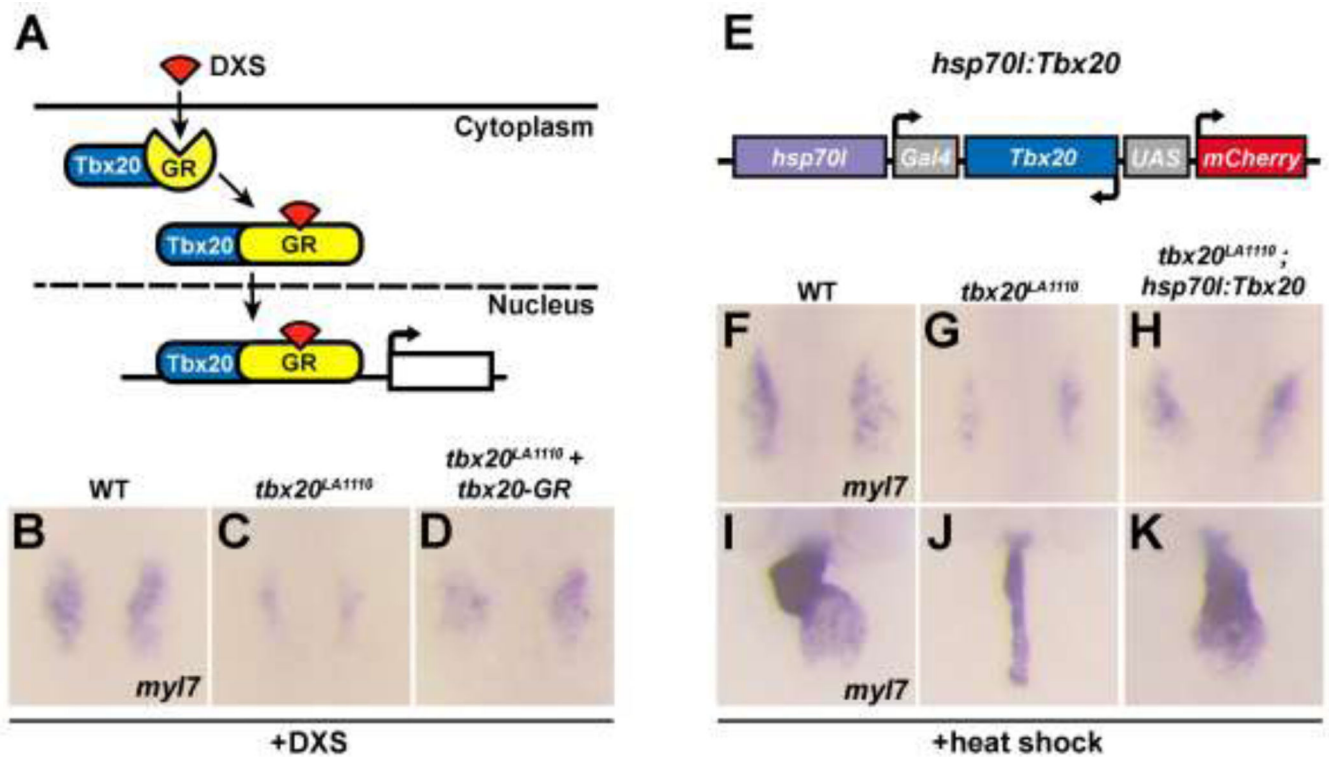 A
DXS
Cytoplasm
Tbx20
GR
Tbx20
GR
Nucleus
Tbx20
GR
WT
tbx20LA1110
tbx20LA1110 +
tbx20-GR
B
C
D
myl7
+DXS
E
hsp70l:Tbx20
hsp70l
Gal4
Tbx20
UAS
mCherry
WT
tbx20LA1110
tbx20LA1110 ;
hsp70l:Tbx20
F
G
H
myl7
I
J
K
myl7
+heat shock